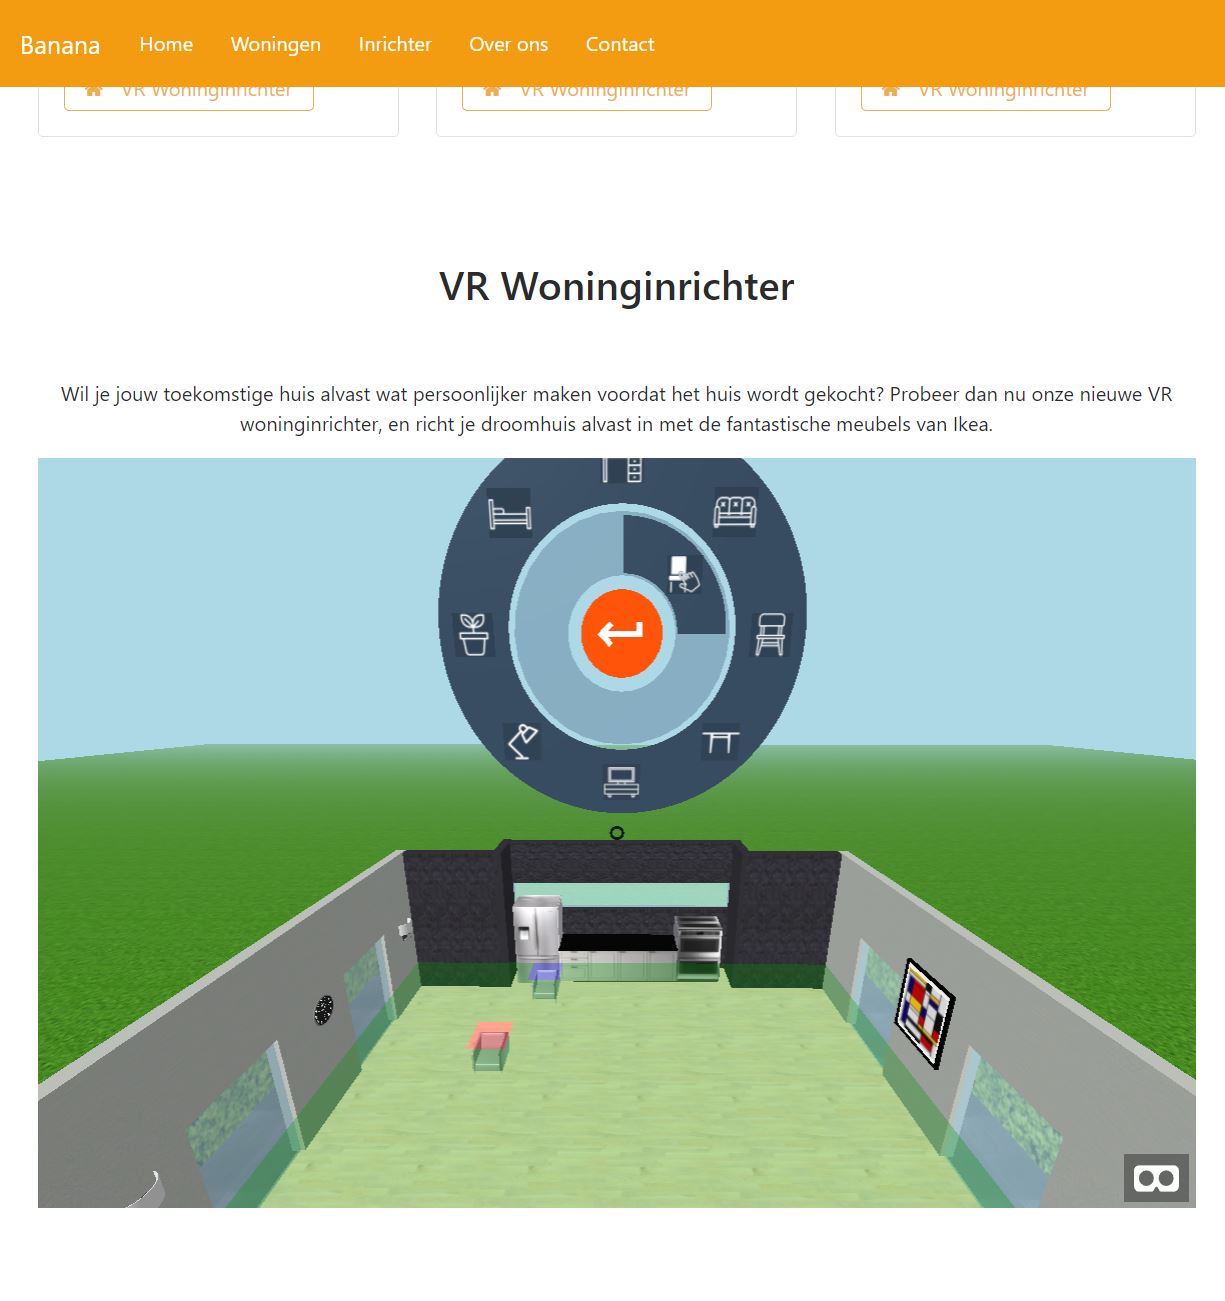 Banana Home Woningen Inrichter Over ons Contact
VR Woninginrichter VR Woninginrichter VR Woninginrichter
VR Woninginrichter
Wil je jouw toekomstige huis alvast wat persoonlijker maken voordat het huis wordt gekocht? Probeer dan nu onze nieuwe VR
woninginrichter, en richt je droomhuis alvast in met de fantastische meubels van Ikea.